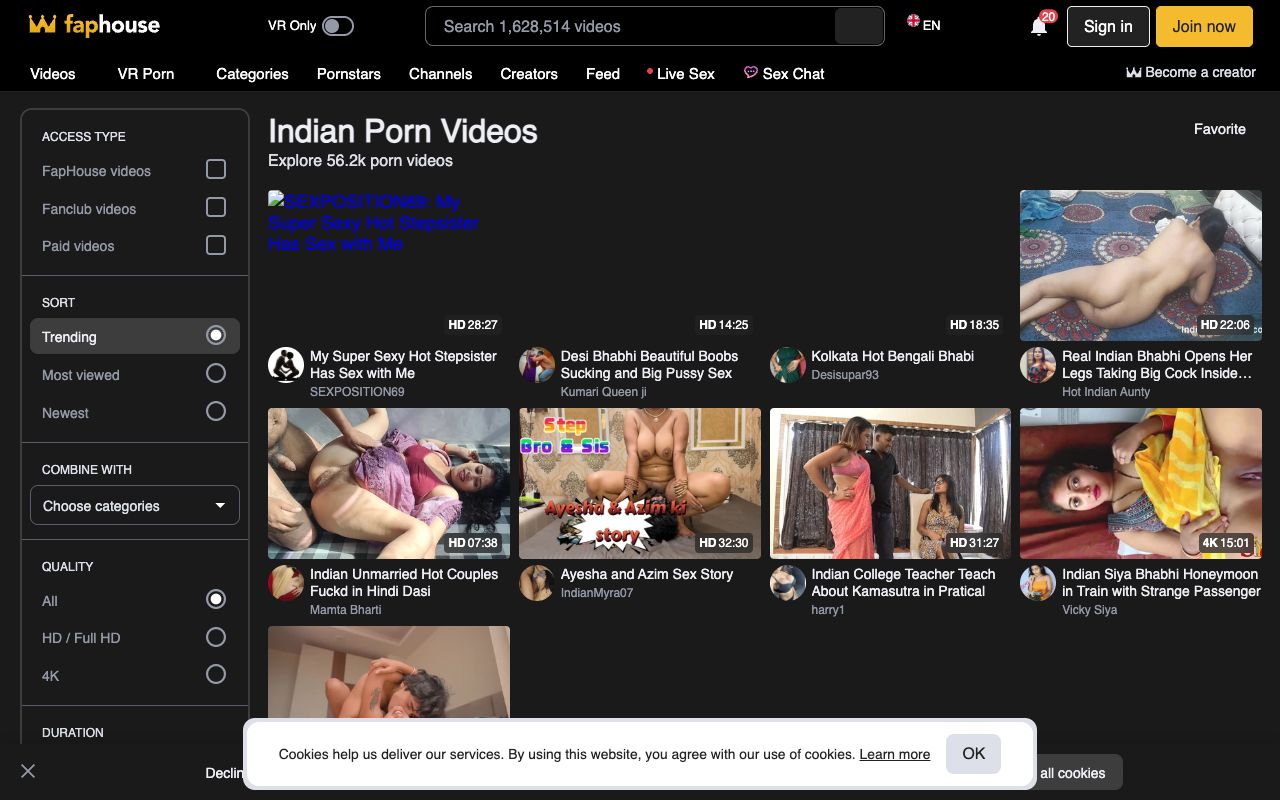 faphouse
VR Only
Search 1,628,514 videos
EN
20
Sign in
Join now
Videos
VR Porn
Categories
Pornstars
Channels
Creators
Feed
Live Sex
Sex Chat
Become a creator
ACCESS TYPE
FapHouse videos
Fanclub videos
Paid videos
SORT
Trending
Most viewed
Newest
COMBINE WITH
Choose categories
QUALITY
All
HD / Full HD
4K
DURATION
Indian Porn Videos
Favorite
Explore 56.2k porn videos
SEXPOSITION69: My
Super Sexy Hot Stepsister
Has Sex with Me
HD 28:27
My Super Sexy Hot Stepsister
Has Sex with Me
SEXPOSITION69
HD 14:25
Desi Bhabhi Beautiful Boobs
Sucking and Big Pussy Sex
Kumari Queen ji
HD 18:35
Kolkata Hot Bengali Bhabi
Desisupar93
HD 22:06
Real Indian Bhabhi Opens Her
Legs Taking Big Cock Inside…
Hot Indian Aunty
HD 07:38
Indian Unmarried Hot Couples
Fuckd in Hindi Dasi
Mamta Bharti
Step
Bro & Sis
Ayesha & Azim ki
story
HD 32:30
Ayesha and Azim Sex Story
IndianMyra07
HD 31:27
Indian College Teacher Teach
About Kamasutra in Pratical
harry1
4K 15:01
Indian Siya Bhabhi Honeymoon
in Train with Strange Passenger
Vicky Siya
Cookies help us deliver our services. By using this website, you agree with our use of cookies. Learn more
OK
all cookies